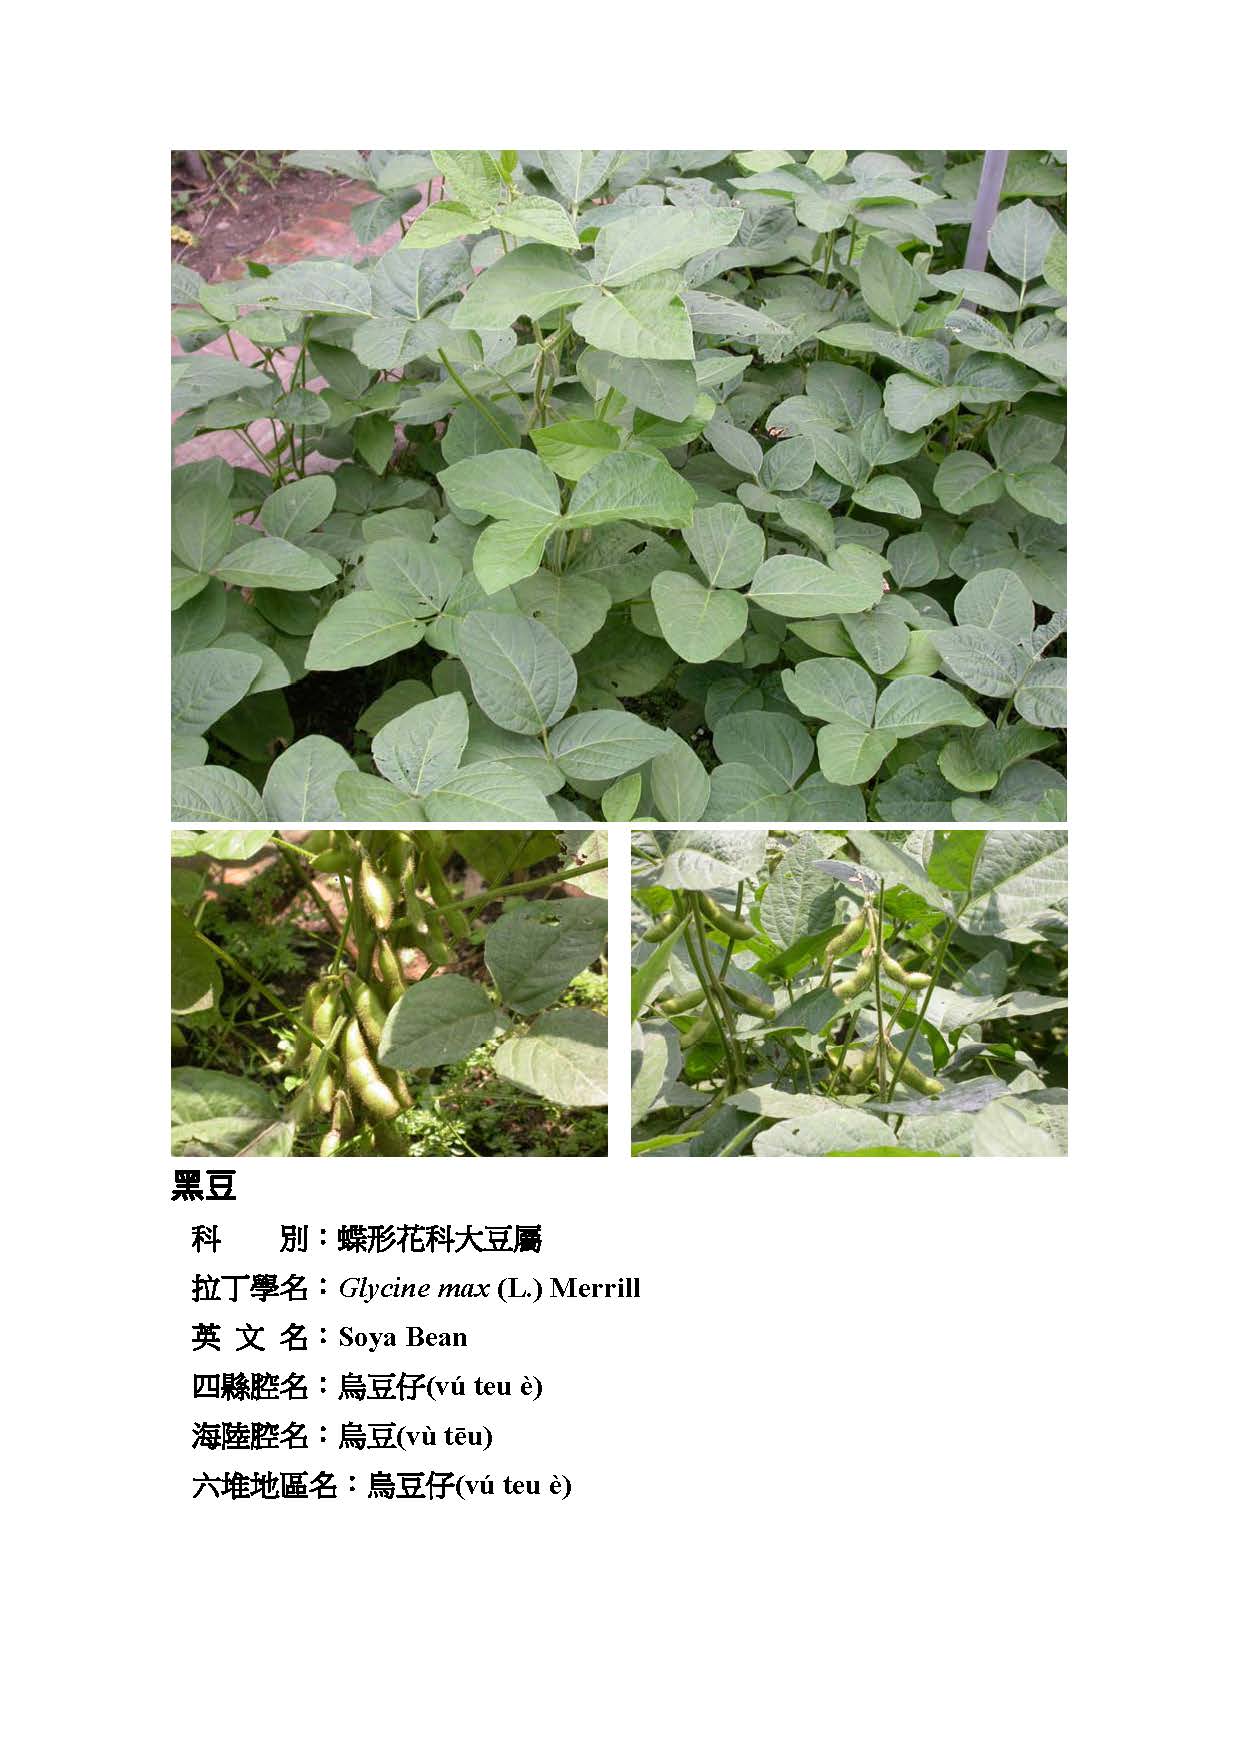 黑豆
科　　別：蝶形花科大豆屬
拉丁學名：Glycine max (L.) Merrill
英 文 名：Soya Bean
四縣腔名：烏豆仔(vú teu è)
海陸腔名：烏豆(vù tēu)
六堆地區名：烏豆仔(vú teu è)